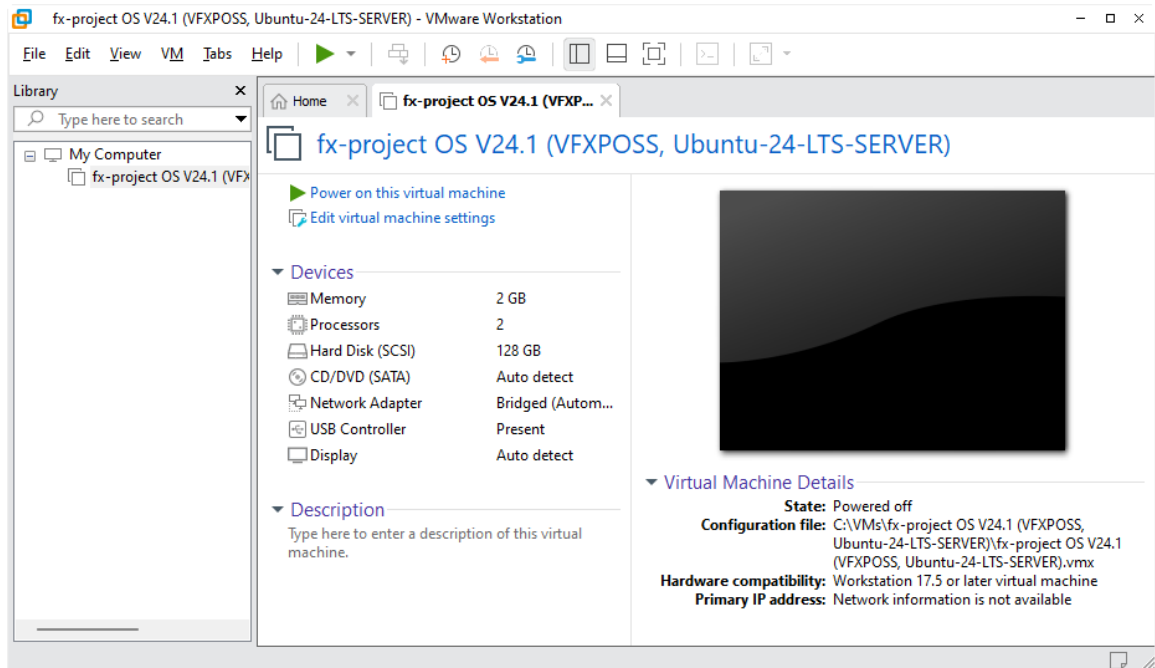 fx-project OS V24.1 (VFXPOSS, Ubuntu-24-LTS-SERVER) - VMware Workstation
File Edit View VM Tabs Help
Library
Type here to search
My Computer
fx-project OS V24.1 (VFX
Home
fx-project OS V24.1 (VFXP...
fx-project OS V24.1 (VFXPOSS, Ubuntu-24-LTS-SERVER)
Power on this virtual machine
Edit virtual machine settings
Devices
Memory 2 GB
Processors 2
Hard Disk (SCSI) 128 GB
CD/DVD (SATA) Auto detect
Network Adapter Bridged (Autom...
USB Controller Present
Display Auto detect
Description
Type here to enter a description of this virtual
machine.
Virtual Machine Details
State: Powered off
Configuration file: C:\VMs\fx-project OS V24.1 (VFXPOSS,
Ubuntu-24-LTS-SERVER)\fx-project OS V24.1
(VFXPOSS, Ubuntu-24-LTS-SERVER).vmx
Hardware compatibility: Workstation 17.5 or later virtual machine
Primary IP address: Network information is not available